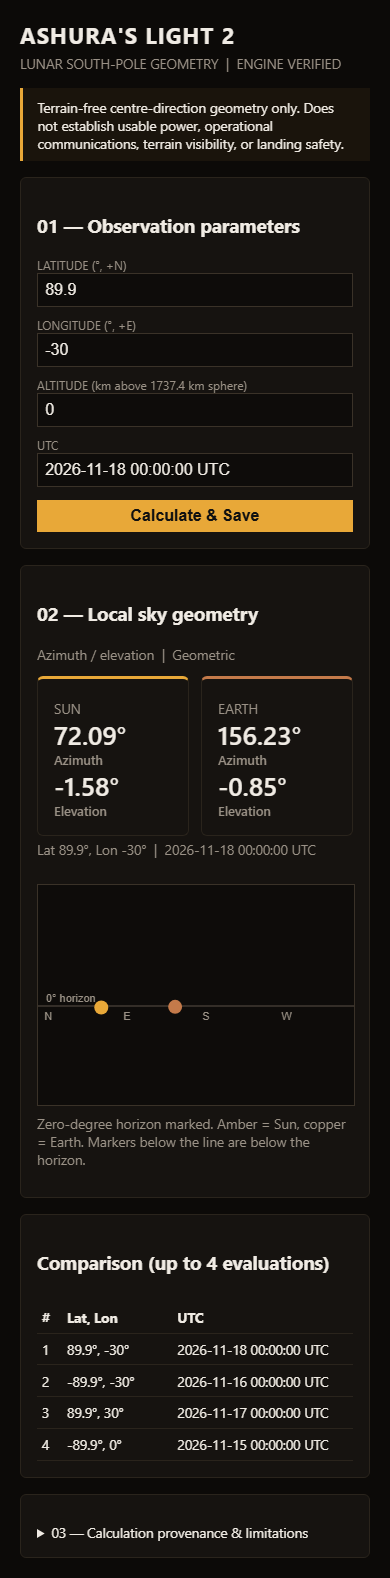 ASHURA'S LIGHT 2
LUNAR SOUTH-POLE GEOMETRY | ENGINE VERIFIED
Terrain-free centre-direction geometry only. Does
not establish usable power, operational
communications, terrain visibility, or landing safety.
01 — Observation parameters
LATITUDE (°, +N)
89.9
LONGITUDE (°, +E)
-30
ALTITUDE (km above 1737.4 km sphere)
0
UTC
2026-11-18 00:00:00 UTC
Calculate & Save
02 — Local sky geometry
Azimuth / elevation | Geometric
SUN
72.09°
Azimuth
-1.58°
Elevation
EARTH
156.23°
Azimuth
-0.85°
Elevation
Lat 89.9°, Lon -30° | 2026-11-18 00:00:00 UTC
0° horizon
N E S W
Zero-degree horizon marked. Amber = Sun, copper
= Earth. Markers below the line are below the
horizon.
Comparison (up to 4 evaluations)
# Lat, Lon UTC
1 89.9°, -30° 2026-11-18 00:00:00 UTC
2 -89.9°, -30° 2026-11-16 00:00:00 UTC
3 89.9°, 30° 2026-11-17 00:00:00 UTC
4 -89.9°, 0° 2026-11-15 00:00:00 UTC
03 — Calculation provenance & limitations